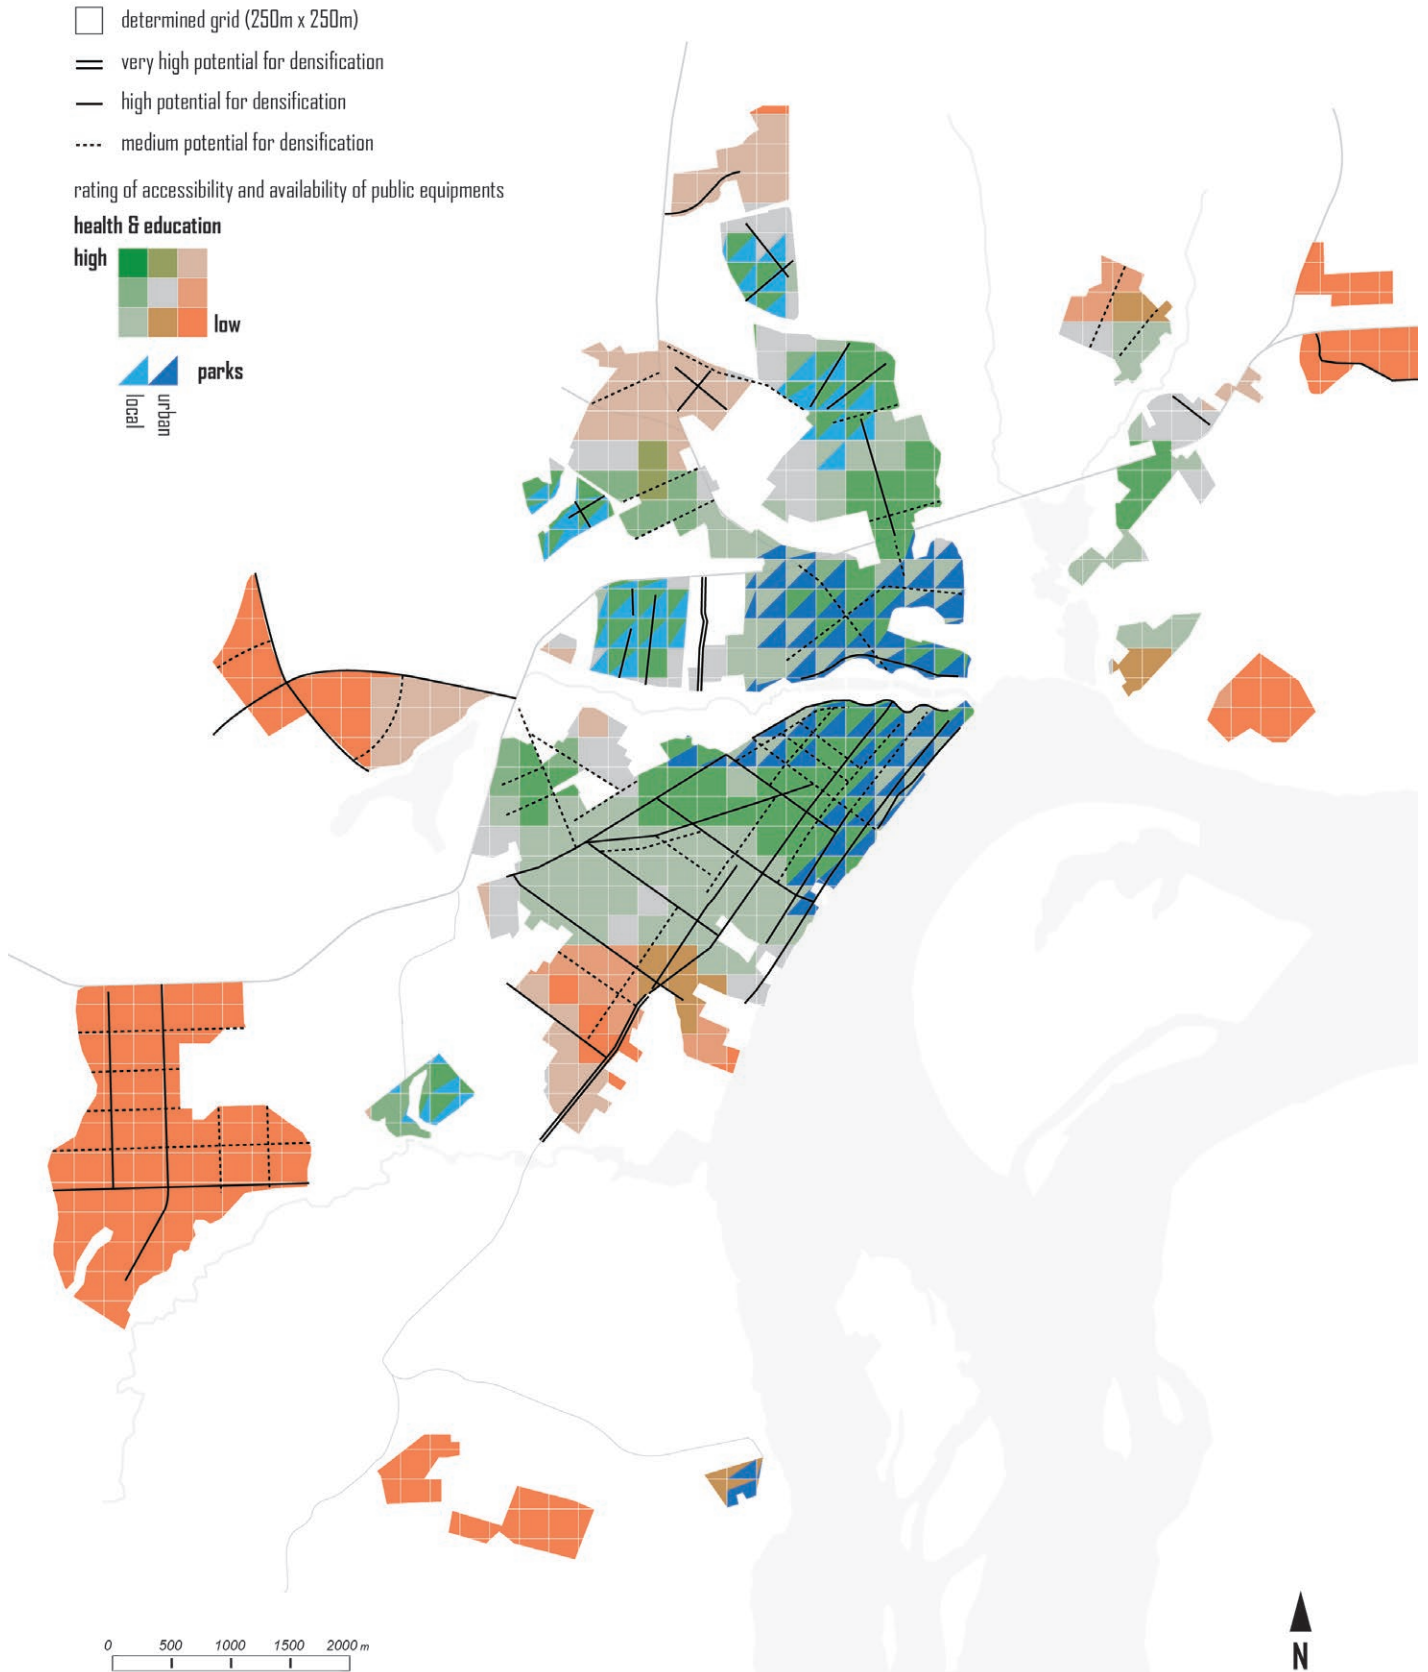 determined grid (250m x 250m)
very high potential for densification
high potential for densification
medium potential for densification
rating of accessibility and availability of public equipments
health & education
high
low
parks
local
urban
0 500 1000 1500 2000 m
N